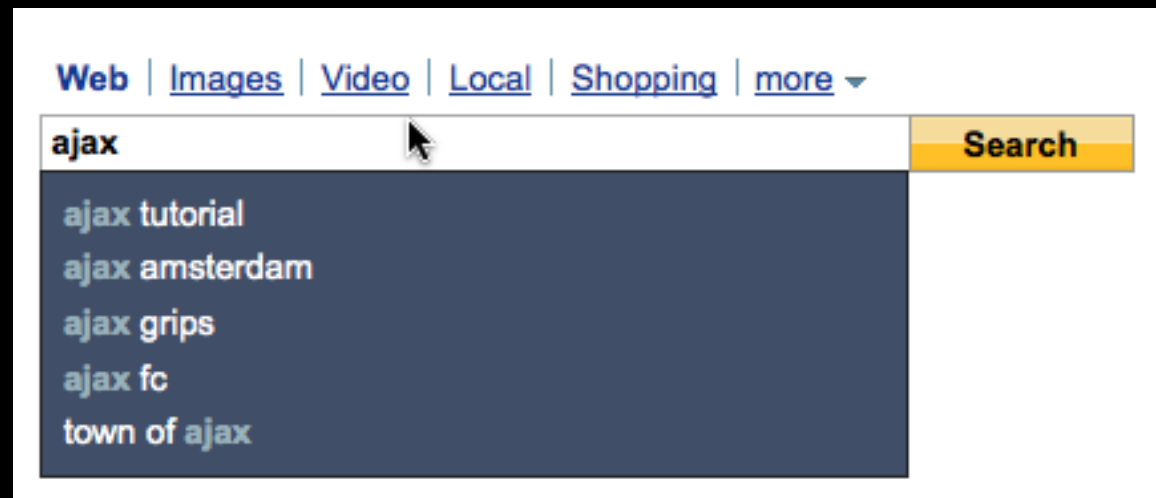 Web | Images | Video | Local | Shopping | more
ajax Search
ajax tutorial
ajax amsterdam
ajax grips
ajax fc
town of ajax